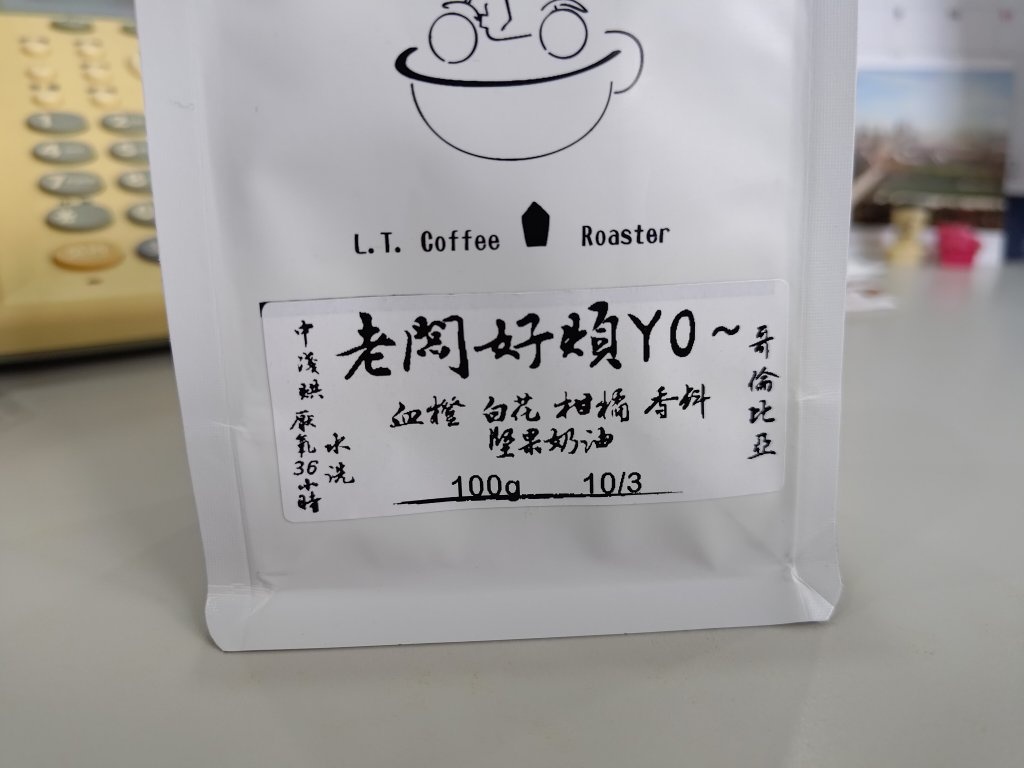 L.T. Coffee Roaster
老闆好煩YO~
血橙 白花 柑橘 香料
堅果奶油
100g 10/3
中淺烘
厭氧36小時
水洗
哥倫比亞